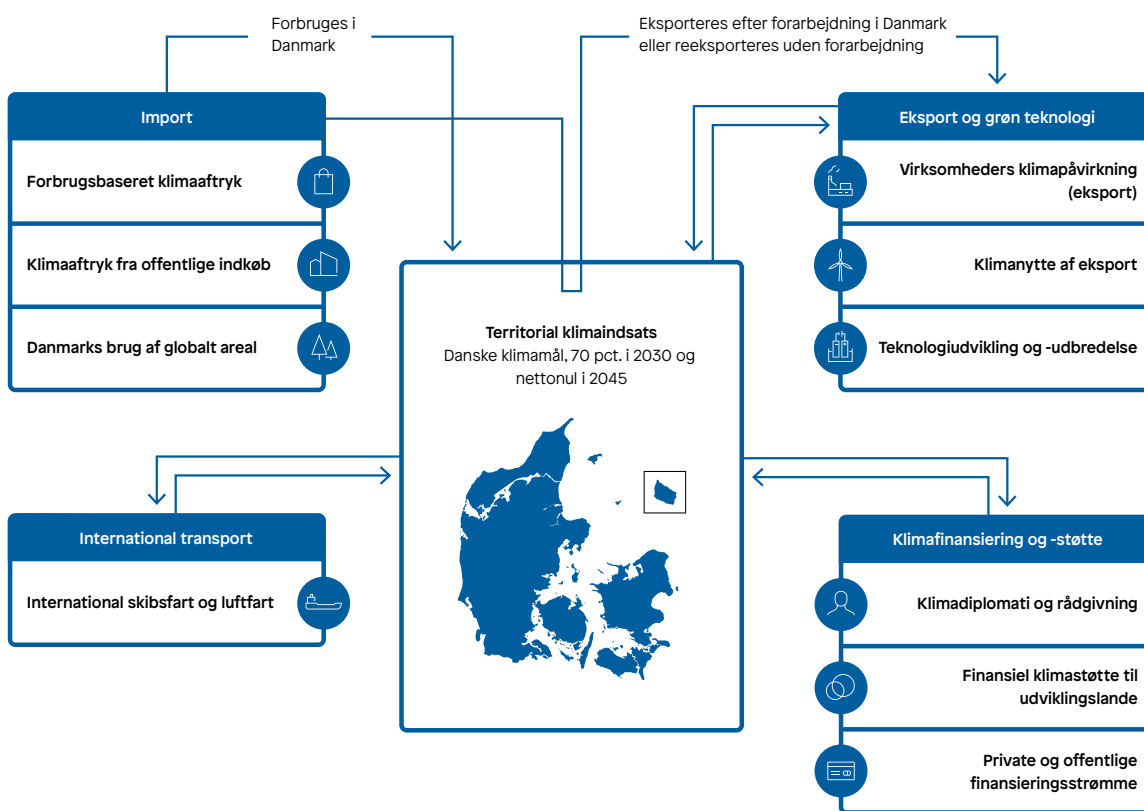 Forbruges i
Danmark
Eksporteres efter forarbejdning i Danmark
eller reeksporteres uden forarbejdning
Import
Forbrugsbaseret klimaaftryk
Klimaaftryk fra offentlige indkøb
Danmarks brug af globalt areal
Eksport og grøn teknologi
Virksomheders klimapåvirkning
(eksport)
Klimanytte af eksport
Teknologiudvikling og -udbredelse
Territorial klimaindsats
Danske klimamål, 70 pct. i 2030 og
nettonul i 2045
International transport
International skibsfart og luftfart
Klimafinansiering og -støtte
Klimadiplomati og rådgivning
Finansiel klimastøtte til
udviklingslande
Private og offentlige
finansieringsstrømme